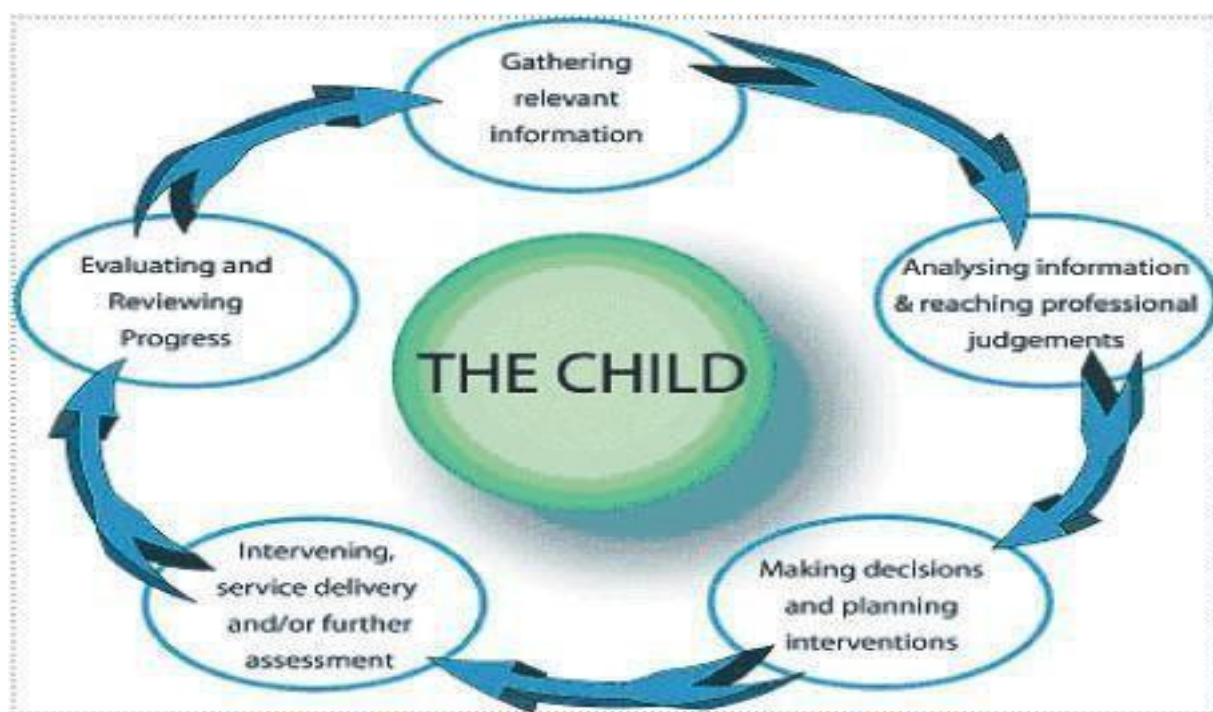 Gathering
relevant
information
Analysing information
& reaching professional
judgements
Making decisions
and planning
interventions
Intervening,
service delivery
and/or further
assessment
Evaluating and
Reviewing
Progress
THE CHILD